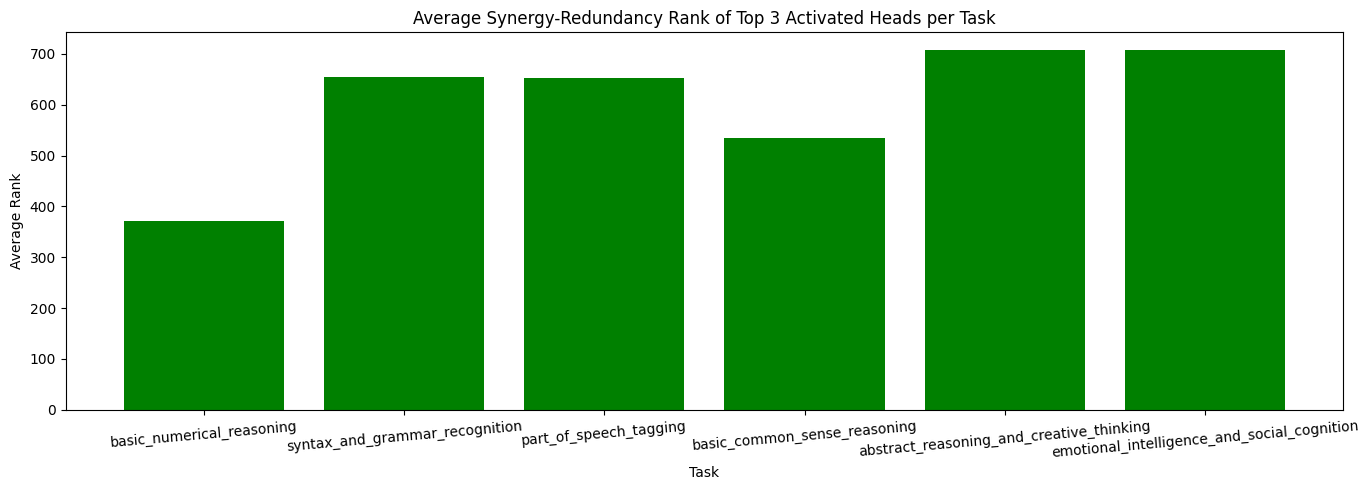 Average Synergy-Redundancy Rank of Top 3 Activated Heads per Task
Average Rank
700
600
500
400
300
200
100
0
basic_numerical_reasoning
syntax_and_grammar_recognition
part_of_speech_tagging
basic_common_sense_reasoning
abstract_reasoning_and_creative_thinking
emotional_intelligence_and_social_cognition
Task